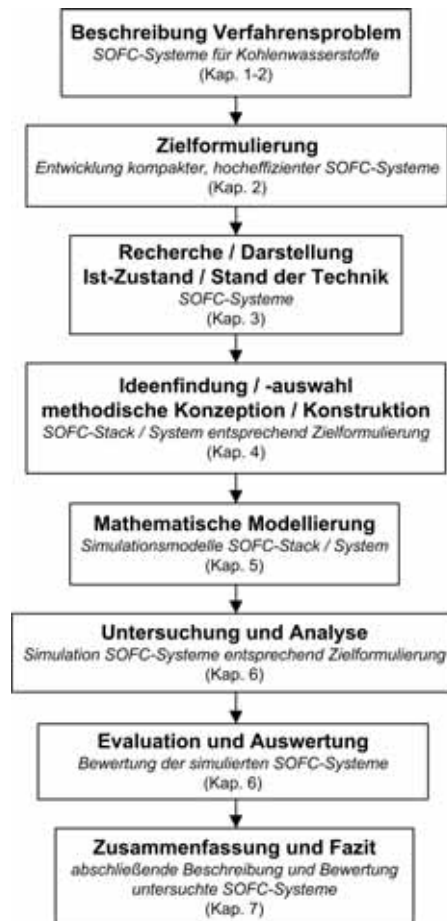 Beschreibung Verfahrensproblem
SOFC-Systeme für Kohlenwasserstoffe
(Kap. 1-2)
Zielformulierung
Entwicklung kompakter, hocheffizienter SOFC-Systeme
(Kap. 2)
Recherche / Darstellung
Ist-Zustand / Stand der Technik
SOFC-Systeme
(Kap. 3)
Ideenfindung / -auswahl
methodische Konzeption / Konstruktion
SOFC-Stack / System entsprechend Zielformulierung
(Kap. 4)
Mathematische Modellierung
Simulationsmodelle SOFC-Stack / System
(Kap. 5)
Untersuchung und Analyse
Simulation SOFC-Systeme entsprechend Zielformulierung
(Kap. 6)
Evaluation und Auswertung
Bewertung der simulierten SOFC-Systeme
(Kap. 6)
Zusammenfassung und Fazit
abschließende Beschreibung und Bewertung
untersuchte SOFC-Systeme
(Kap. 7)